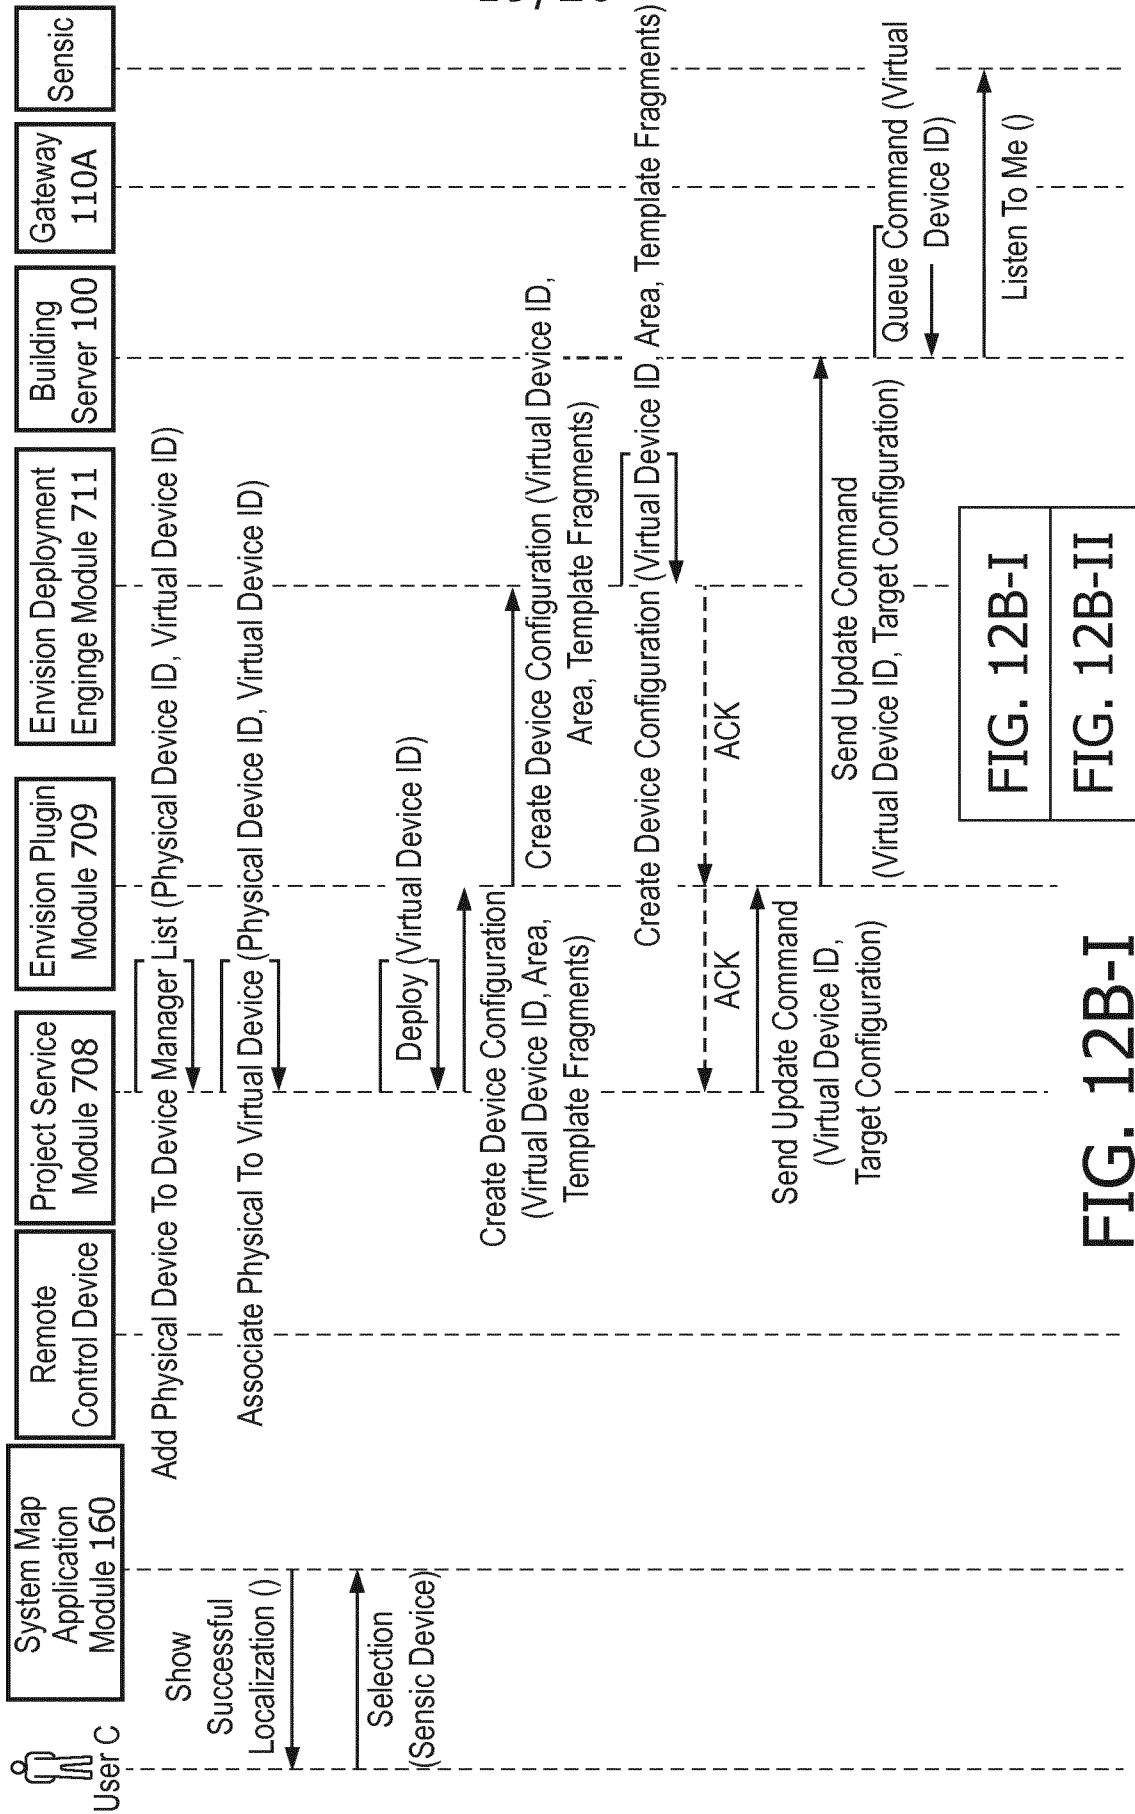 User C
System Map
Application
Module 160
Remote
Control Device
Project Service
Module 708
Envision Plugin
Module 709
Envision Deployment
Enginge Module 711
Building
Server 100
Gateway
110A
Sensic
Add Physical Device To Device Manager List (Physical Device ID, Virtual Device ID)
Show
Successful
Localization ()
Associate Physical To Virtual Device (Physical Device ID, Virtual Device ID)
Selection
(Sensic Device)
Deploy (Virtual Device ID)
Create Device Configuration
(Virtual Device ID, Area,
Template Fragments)
Create Device Configuration (Virtual Device ID,
Area, Template Fragments)
Create Device Configuration (Virtual Device ID, Area, Template Fragments)
ACK
ACK
Send Update Command
(Virtual Device ID,
Target Configuration)
Send Update Command
(Virtual Device ID, Target Configuration)
Queue Command (Virtual
Device ID)
Listen To Me ()
FIG. 12B-I
FIG. 12B-II
FIG. 12B-I